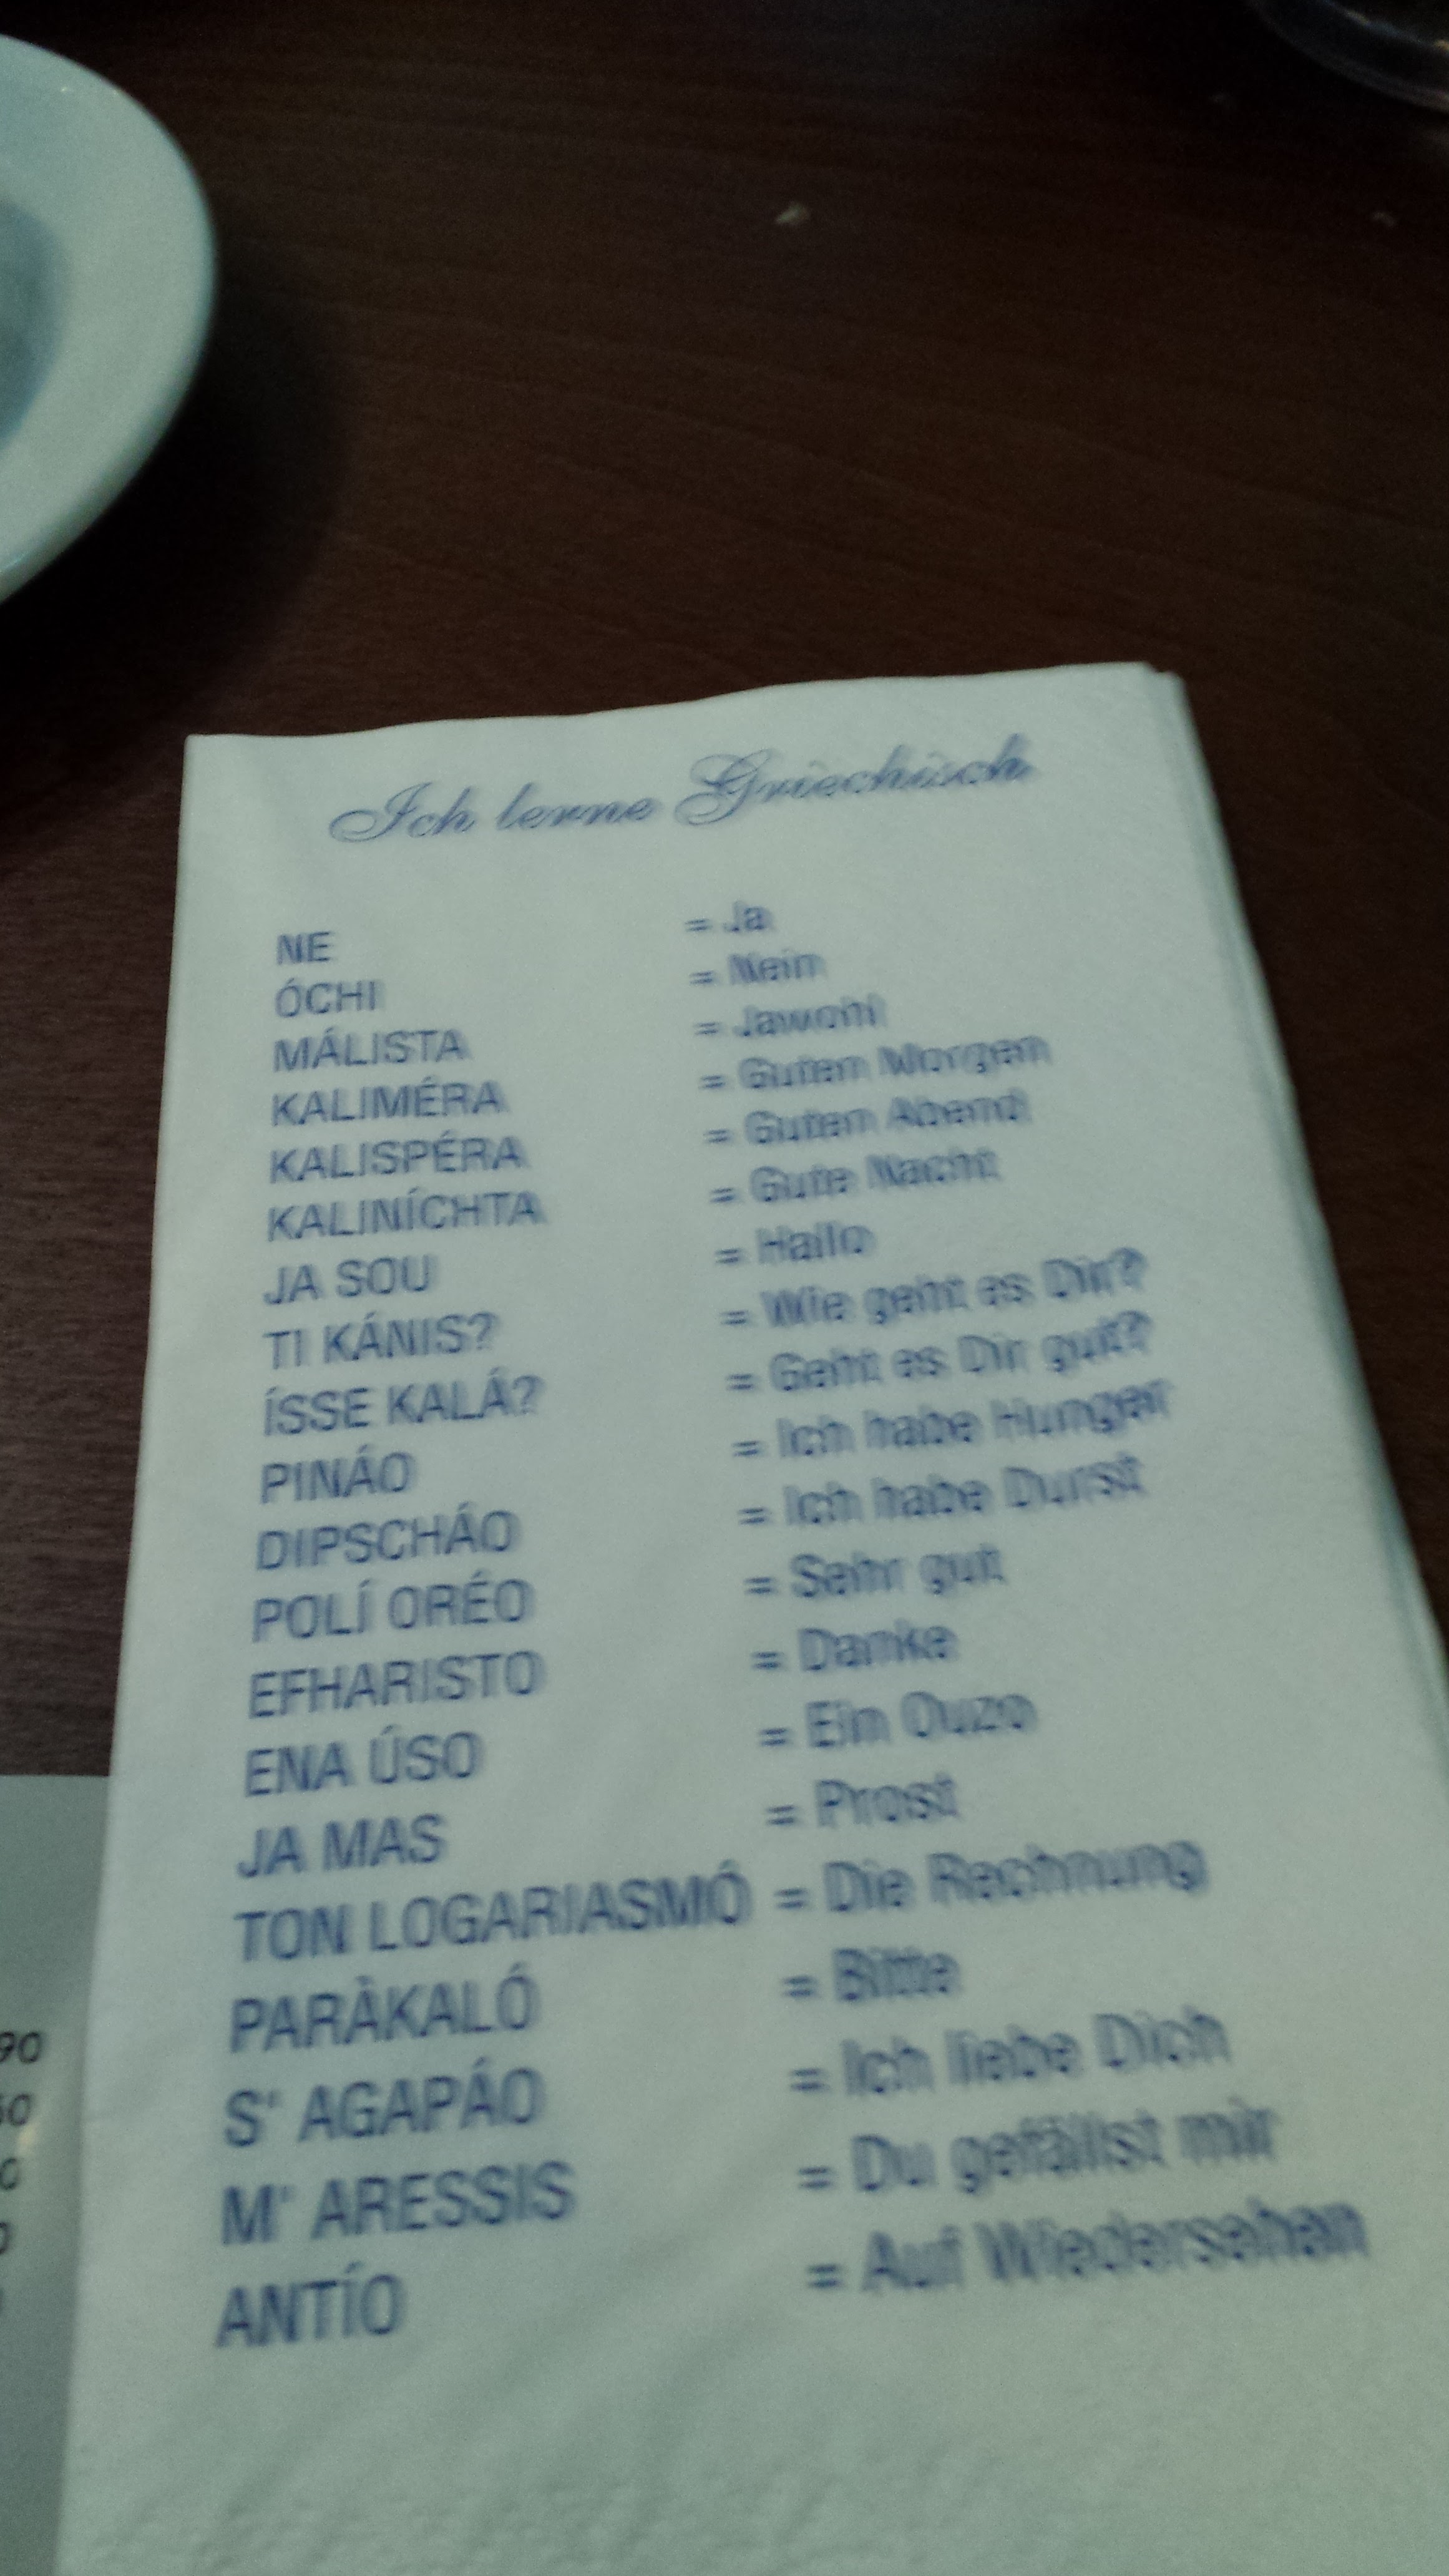 Ich lerne Griechisch
NE = Ja
ÓCHI = Nein
MÁLISTA = Jawohl
KALIMÉRA = Guten Morgen
KALISPÉRA = Guten Abend
KALINÍCHTA = Gute Nacht
JA SOU = Hallo
TI KÁNIS? = Wie geht es Dir?
ÍSSE KALÁ? = Geht es Dir gut?
PINÁO = Ich habe Hunger
DIPSCHÁO = Ich habe Durst
POLÍ ORÉO = Sehr gut
EFHARISTO = Danke
ENA ÚSO = Ein Ouzo
JA MAS = Prost
TON LOGARIASMÓ = Die Rechnung
PARÀKALÓ = Bitte
S' AGAPÁO = Ich liebe Dich
M' ARESSIS = Du gefällst mir
ANTÍO = Auf Wiedersehen
90